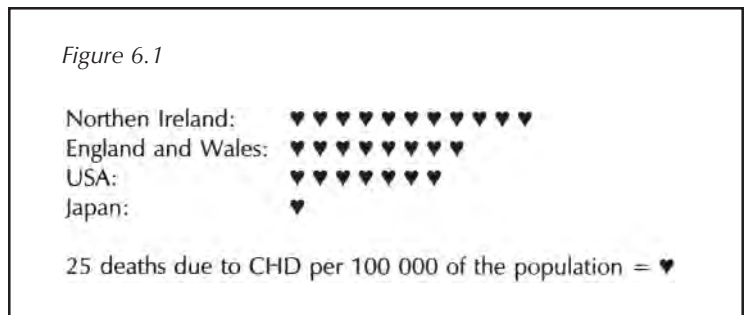 Figure 6.1
Northen Ireland: ♥ ♥ ♥ ♥ ♥ ♥ ♥ ♥ ♥ ♥ ♥
England and Wales: ♥ ♥ ♥ ♥ ♥ ♥ ♥ ♥
USA: ♥ ♥ ♥ ♥ ♥ ♥ ♥
Japan: ♥
25 deaths due to CHD per 100 000 of the population = ♥